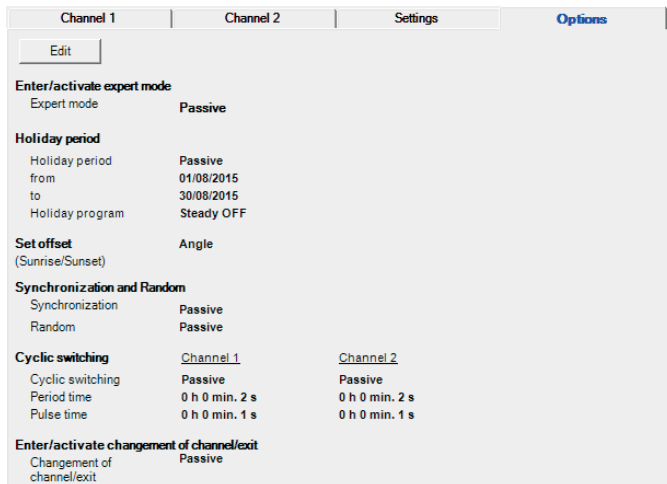 Channel 1 Channel 2 Settings Options
Edit
Enter/activate expert mode
Expert mode Passive
Holiday period
Holiday period Passive
from 01/08/2015
to 30/08/2015
Holiday program Steady OFF
Set offset Angle
(Sunrise/Sunset)
Synchronization and Random
Synchronization Passive
Random Passive
Cyclic switching Channel 1 Channel 2
Cyclic switching Passive Passive
Period time 0 h 0 min. 2 s 0 h 0 min. 2 s
Pulse time 0 h 0 min. 1 s 0 h 0 min. 1 s
Enter/activate changement of channel/exit
Changement of Passive
channel/exit